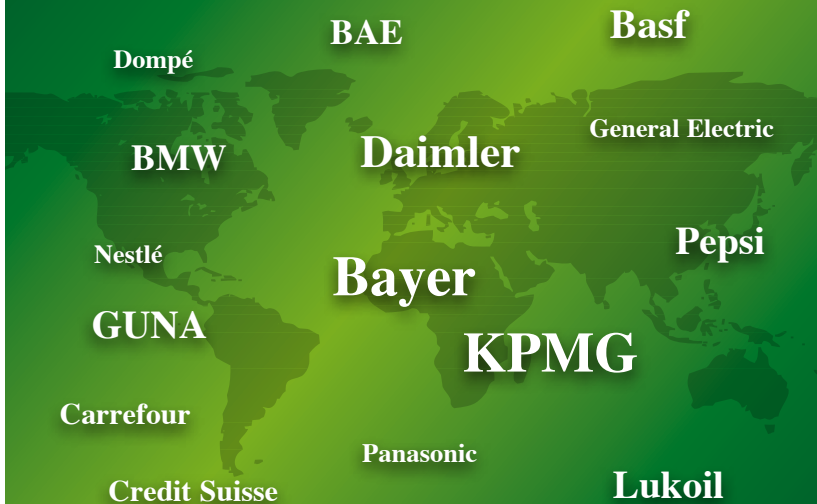 BAE
Basf
Dompé
General Electric
BMW
Daimler
Nestlé
Pepsi
Bayer
GUNA
KPMG
Carrefour
Panasonic
Credit Suisse
Lukoil